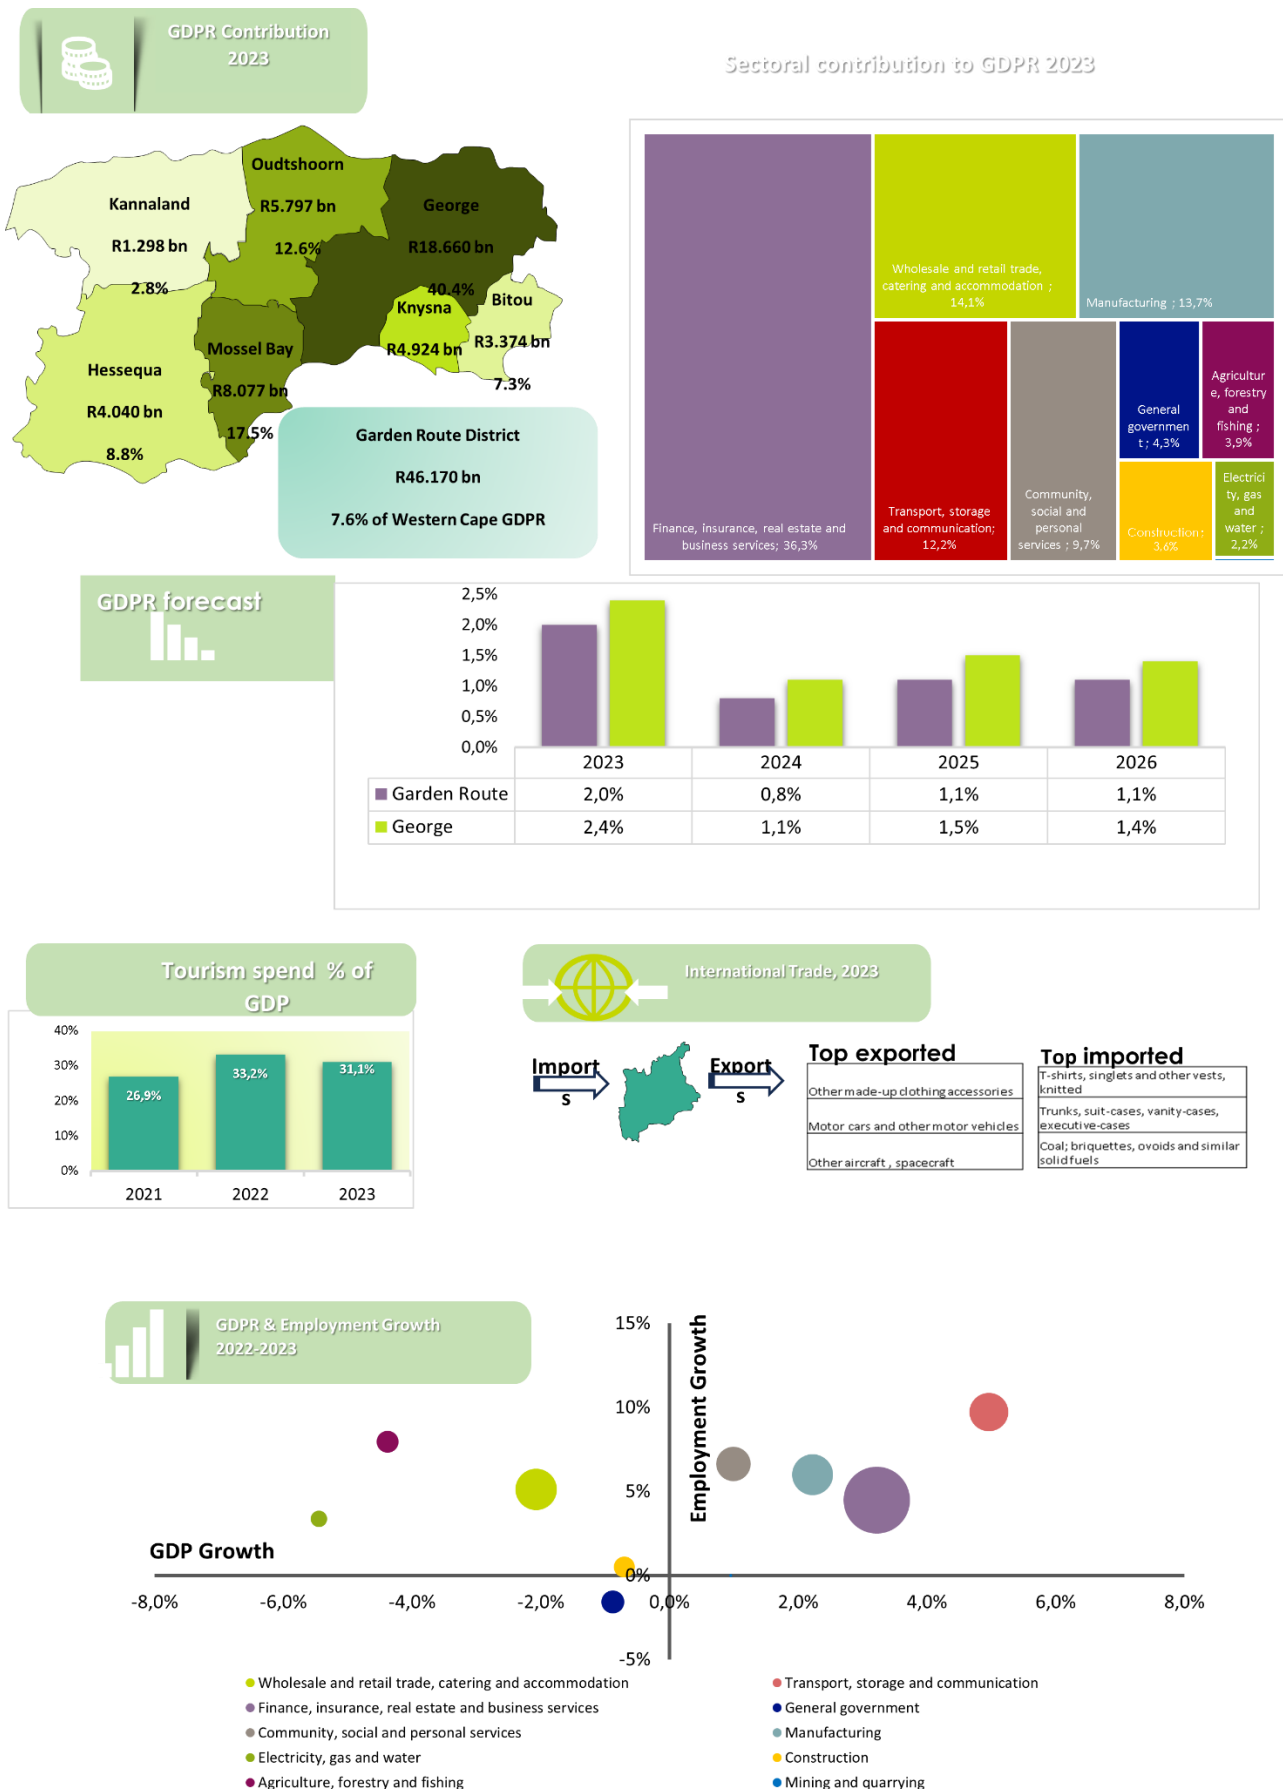 GDPR Contribution
2023
Sectoral contribution to GDPR 2023
Oudtshoorn
R5.797 bn
12.6%
Kannaland
R1.298 bn
2.8%
George
R18.660 bn
40.4%
Bitou
R3.374 bn
7.3%
Knysna
R4.924 bn
Mossel Bay
R8.077 bn
17.5%
Hessequa
R4.040 bn
8.8%
Garden Route District
R46.170 bn
7.6% of Western Cape GDPR
Wholesale and retail trade,
catering and accommodation ;
14,1%
Manufacturing ; 13,7%
Finance, insurance, real estate and
business services; 36,3%
Transport, storage
and communication;
12,2%
Community,
social and
personal
services ; 9,7%
General
governmen
t ; 4,3%
Agricultur
e, forestry
and
fishing ;
3,9%
Construction ;
3,6%
Electrici
ty, gas
and
water ;
2,2%
GDPR forecast
2,5%
2,0%
1,5%
1,0%
0,5%
0,0%
2023 2024 2025 2026
Garden Route 2,0% 0,8% 1,1% 1,1%
George 2,4% 1,1% 1,5% 1,4%
Tourism spend % of
GDP
40%
30%
20%
10%
0%
26,9%
33,2%
31,1%
2021 2022 2023
International Trade, 2023
Import
s
Export
s
Top exported
Other made-up clothing accessories
Motor cars and other motor vehicles
Other aircraft , spacecraft
Top imported
T-shirts, singlets and other vests,
knitted
Trunks, suit-cases, vanity-cases,
executive-cases
Coal; briquettes, ovoids and similar
solid fuels
GDPR & Employment Growth
2022-2023
15%
10%
5%
0%
-5%
Employment Growth
GDP Growth
-8,0% -6,0% -4,0% -2,0% 0,0% 2,0% 4,0% 6,0% 8,0%
Wholesale and retail trade, catering and accommodation
Transport, storage and communication
Finance, insurance, real estate and business services
General government
Community, social and personal services
Manufacturing
Electricity, gas and water
Construction
Agriculture, forestry and fishing
Mining and quarrying